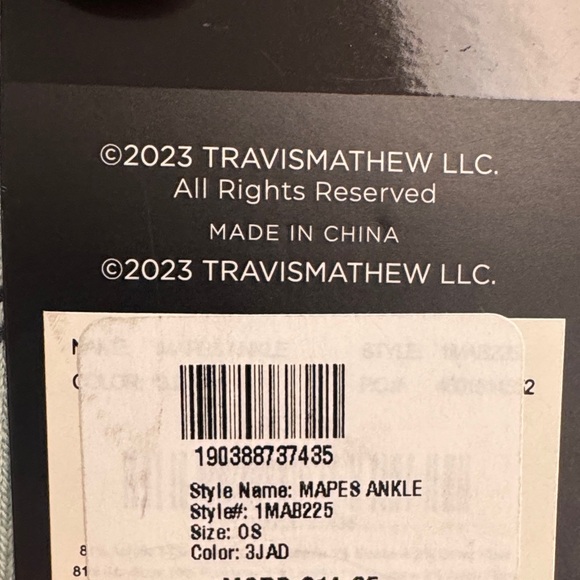 ©2023 TRAVISMATHEW LLC.
All Rights Reserved
MADE IN CHINA
©2023 TRAVISMATHEW LLC.
190388737435
Style Name: MAPES ANKLE
Style#: 1MAB225
Size: OS
Color: 3JAD